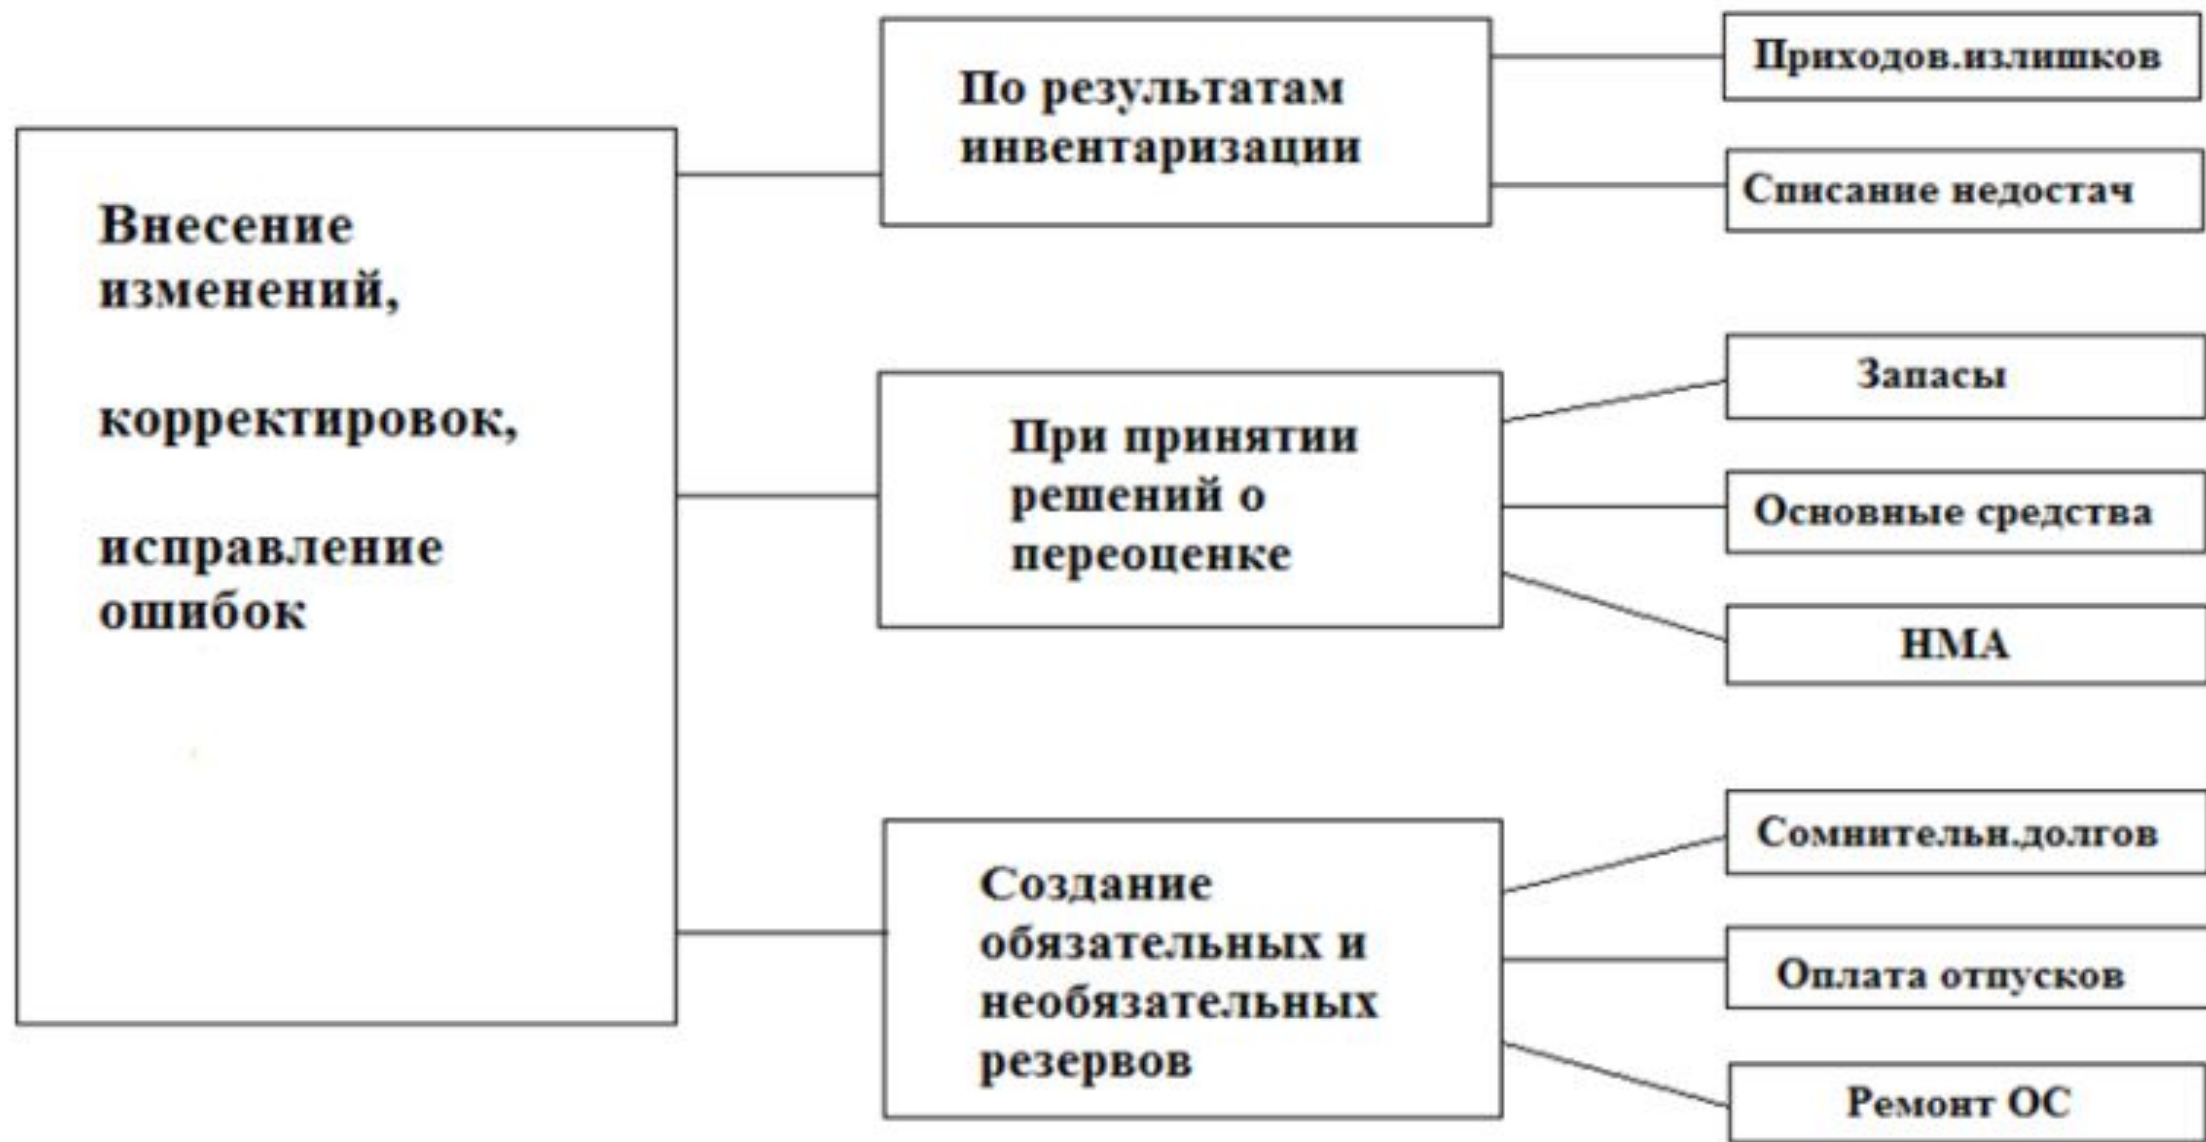 Внесение
изменений,
корректировок,
исправление
ошибок
По результатам
инвентаризации
Приходов.излишков
Списание недостач
При принятии
решений о
переоценке
Запасы
Основные средства
НМА
Создание
обязательных и
необязательных
резервов
Сомнительн.долгов
Оплата отпусков
Ремонт ОС